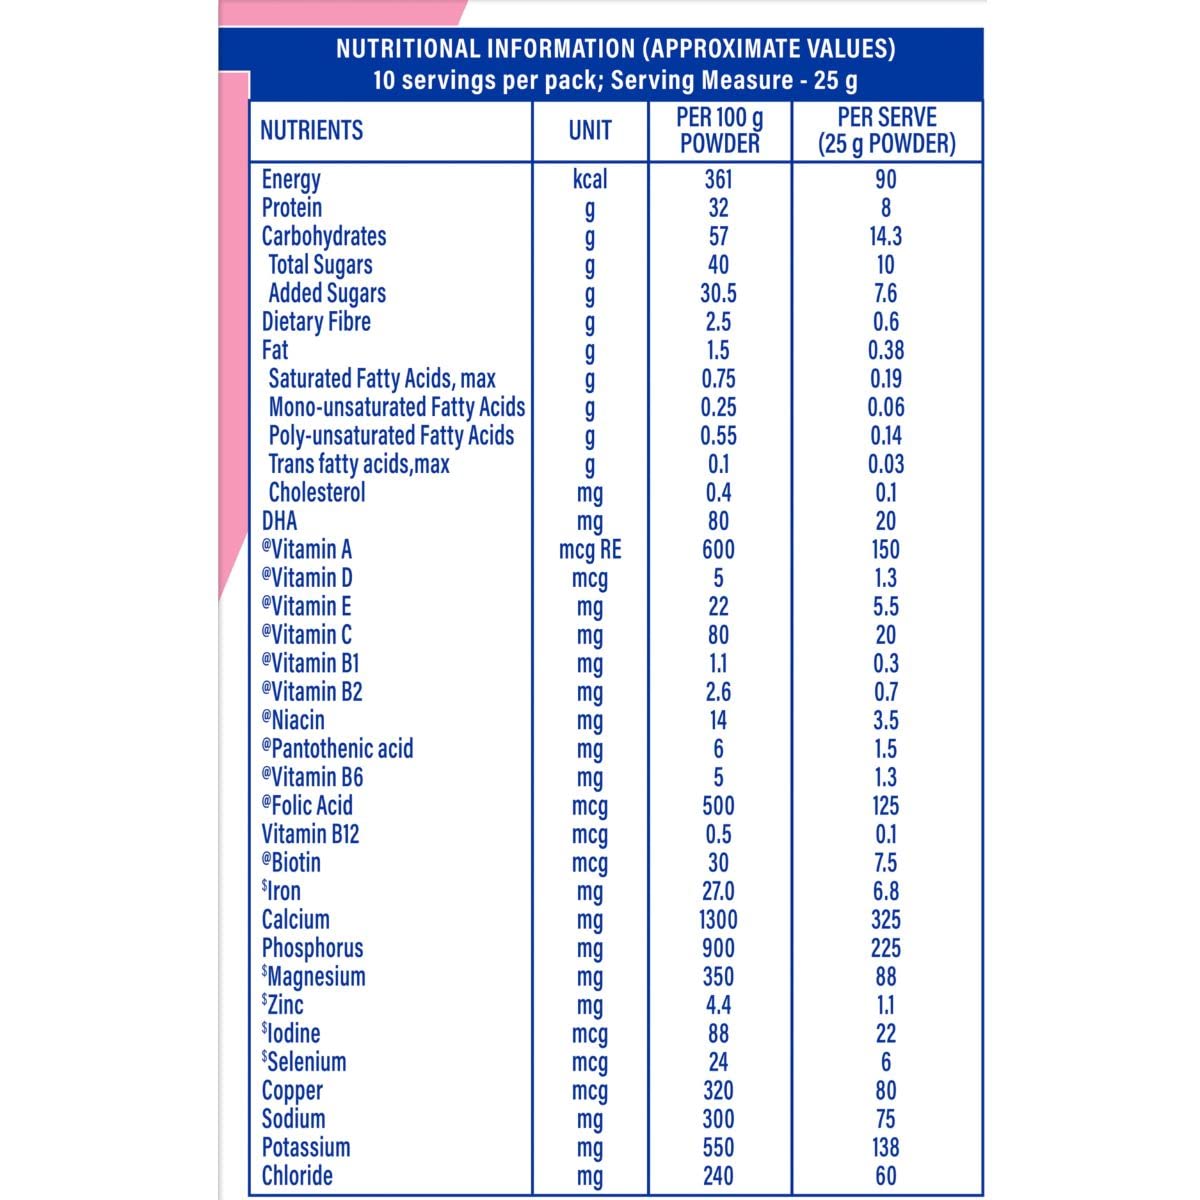 NUTRITIONAL INFORMATION (APPROXIMATE VALUES)
10 servings per pack; Serving Measure - 25 g
NUTRIENTS UNIT PER 100 g POWDER PER SERVE (25 g POWDER)
Energy kcal 361 90
Protein g 32 8
Carbohydrates g 57 14.3
Total Sugars g 40 10
Added Sugars g 30.5 7.6
Dietary Fibre g 2.5 0.6
Fat g 1.5 0.38
Saturated Fatty Acids, max g 0.75 0.19
Mono-unsaturated Fatty Acids g 0.25 0.06
Poly-unsaturated Fatty Acids g 0.55 0.14
Trans fatty acids,max g 0.1 0.03
Cholesterol mg 0.4 0.1
DHA mg 80 20
@Vitamin A mcg RE 600 150
@Vitamin D mcg 5 1.3
@Vitamin E mg 22 5.5
@Vitamin C mg 80 20
@Vitamin B1 mg 1.1 0.3
@Vitamin B2 mg 2.6 0.7
@Niacin mg 14 3.5
@Pantothenic acid mg 6 1.5
@Vitamin B6 mg 5 1.3
@Folic Acid mcg 500 125
Vitamin B12 mcg 0.5 0.1
@Biotin mcg 30 7.5
$Iron mg 27.0 6.8
Calcium mg 1300 325
Phosphorus mg 900 225
$Magnesium mg 350 88
$Zinc mg 4.4 1.1
$Iodine mcg 88 22
$Selenium mcg 24 6
Copper mcg 320 80
Sodium mg 300 75
Potassium mg 550 138
Chloride mg 240 60